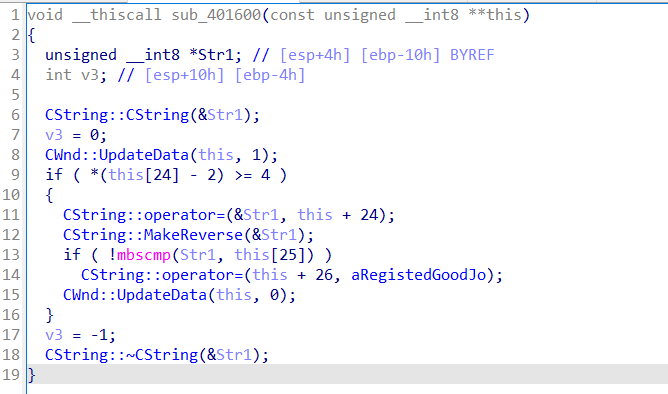 1 void __thiscall sub_401600(const unsigned __int8 **this)
2 {
3   unsigned __int8 *Str1; // [esp+4h] [ebp-10h] BYREF
4   int v3; // [esp+10h] [ebp-4h]
5
6   CString::CString(&Str1);
7   v3 = 0;
8   CWnd::UpdateData(this, 1);
9   if ( *(this[24] - 2) >= 4 )
10   {
11     CString::operator=(&Str1, this + 24);
12     CString::MakeReverse(&Str1);
13     if ( !mbscmp(Str1, this[25]) )
14       CString::operator=(this + 26, aRegistedGoodJo);
15     CWnd::UpdateData(this, 0);
16   }
17   v3 = -1;
18   CString::~CString(&Str1);
19 }